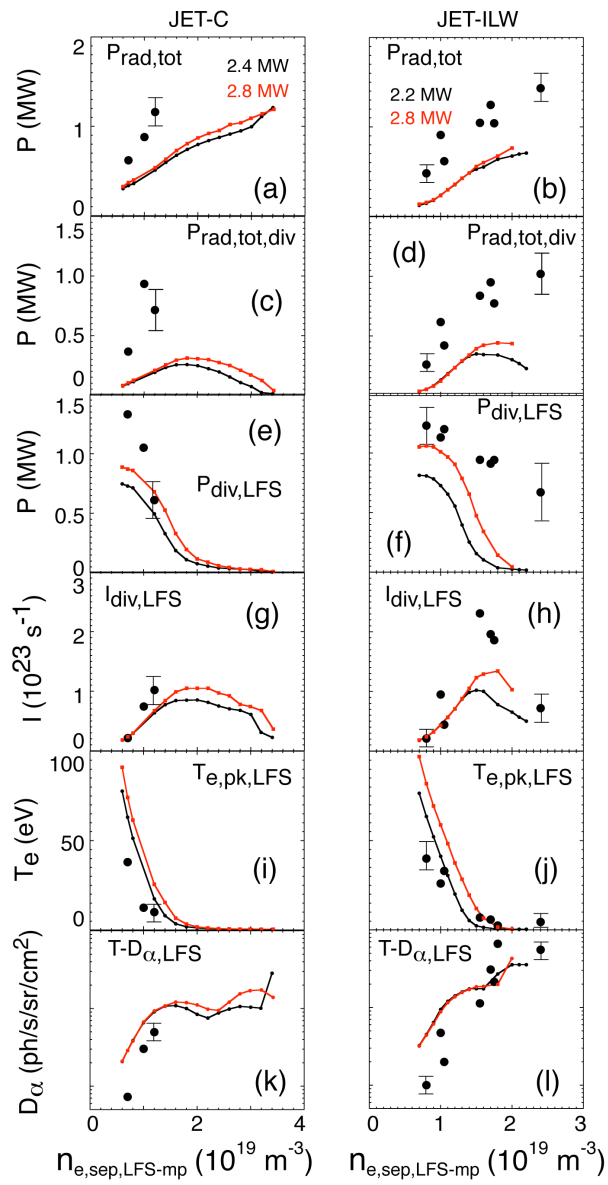 JET-C
JET-ILW
P_rad,tot
2.4 MW
2.8 MW
(a)
P (MW)
2
1
0
P_rad,tot
2.2 MW
2.8 MW
(b)
P_rad,tot,div
(c)
P (MW)
1.5
1.0
0.5
0
P_rad,tot,div
(d)
(e)
P_div,LFS
P (MW)
1.5
1.0
0.5
0
P_div,LFS
(f)
I_div,LFS
(g)
I (10^23 s^-1)
3
2
1
0
I_div,LFS
(h)
T_e,pk,LFS
(i)
T_e (eV)
100
50
0
T_e,pk,LFS
(j)
T-D_α,LFS
(k)
D_α (ph/s/sr/cm^2)
T-D_α,LFS
(l)
0 2 4
0 1 2 3
n_e,sep,LFS-mp (10^19 m^-3)
n_e,sep,LFS-mp (10^19 m^-3)